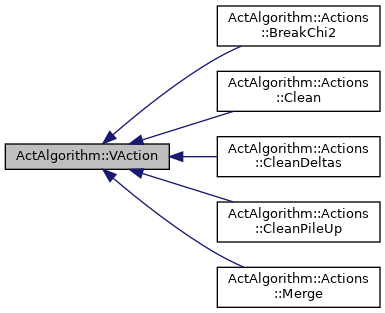 ActAlgorithm::Actions
::BreakChi2
ActAlgorithm::Actions
::Clean
ActAlgorithm::VAction
ActAlgorithm::Actions
::CleanDeltas
ActAlgorithm::Actions
::CleanPileUp
ActAlgorithm::Actions
::Merge